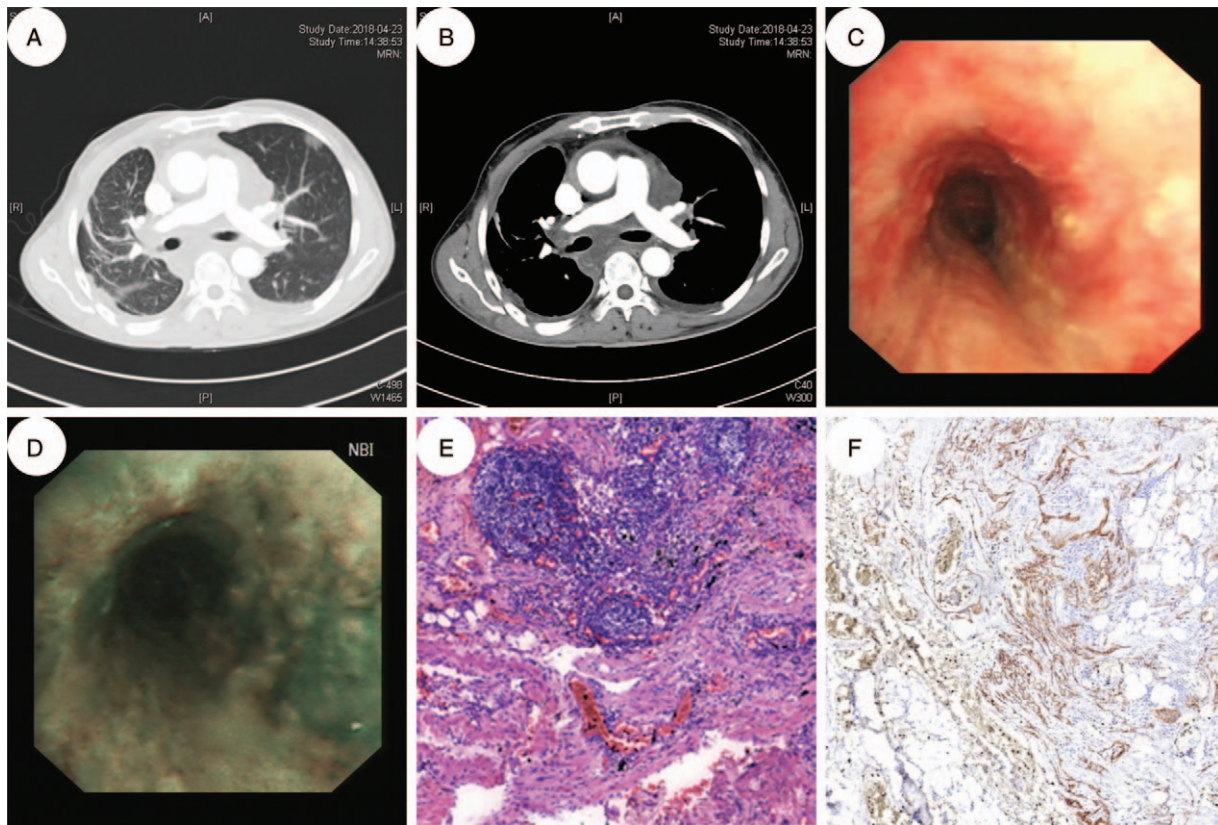 A
[A]
Study Date:2018-04-23
Study Time:14:38:53
MRN:
[R]
[L]
C-498
W1465
[P]
B
[A]
Study Date:2018-04-23
Study Time:14:38:53
MRN:
[R]
[L]
C40
W300
[P]
C
D
NBI
E
F